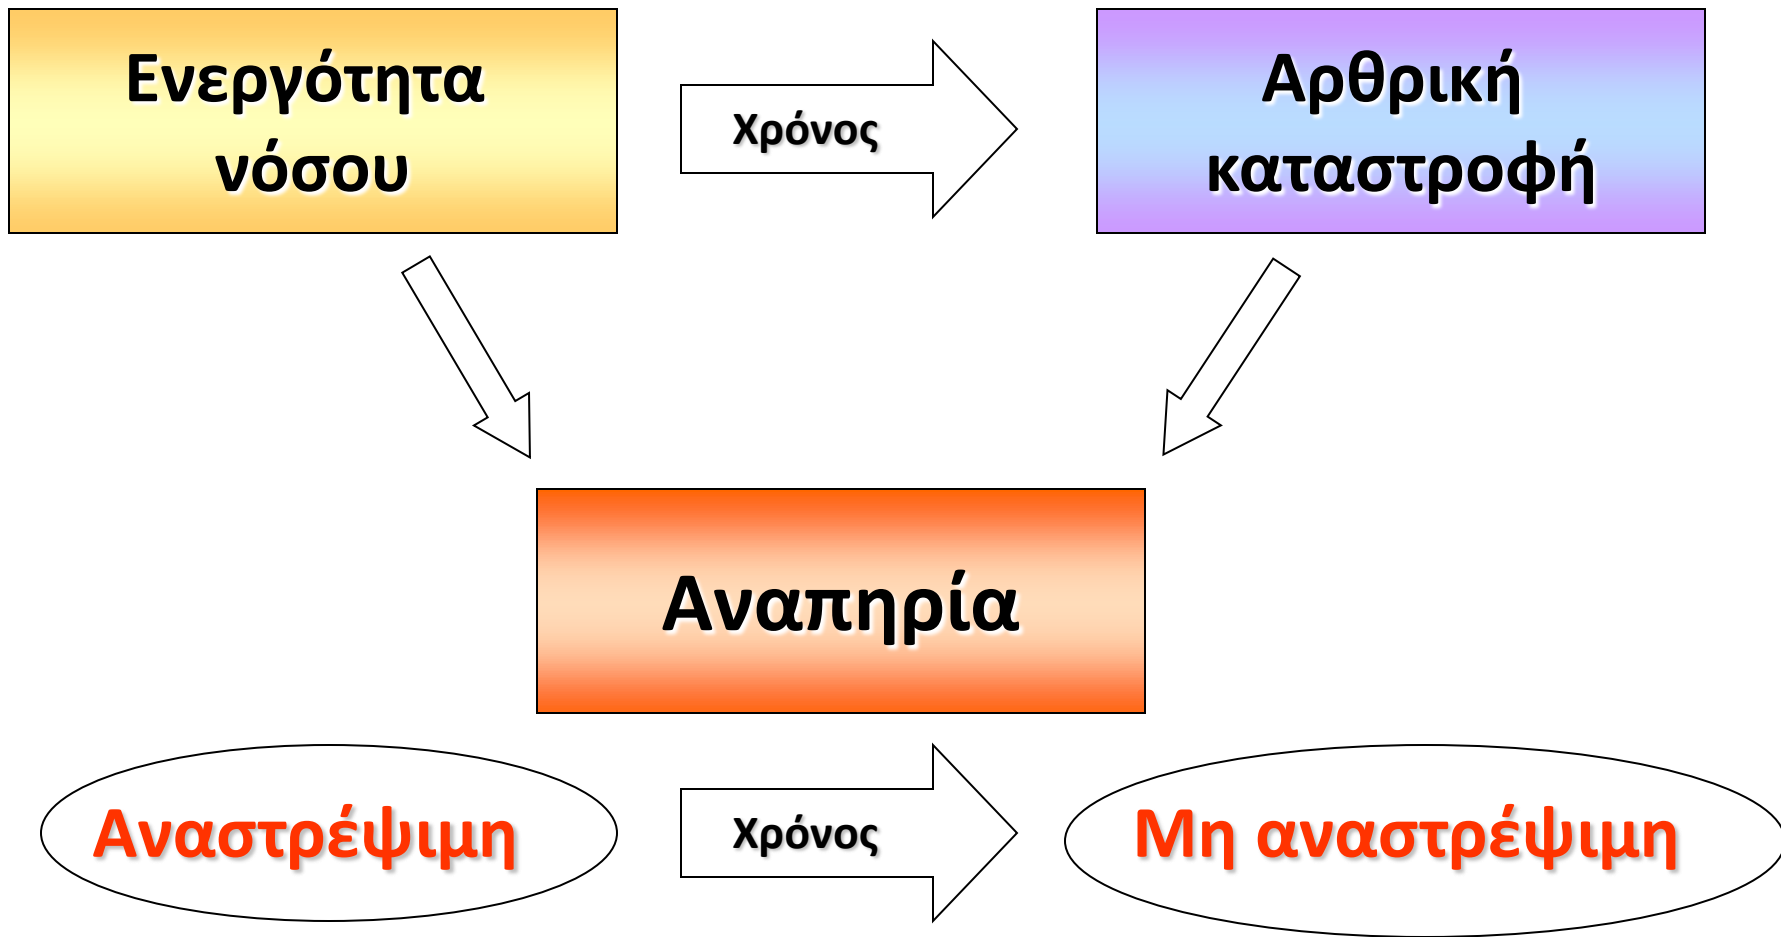 Ενεργότητα
νόσου
Χρόνος
Αρθρική
καταστροφή
Αναπηρία
Αναστρέψιμη
Χρόνος
Μη αναστρέψιμη